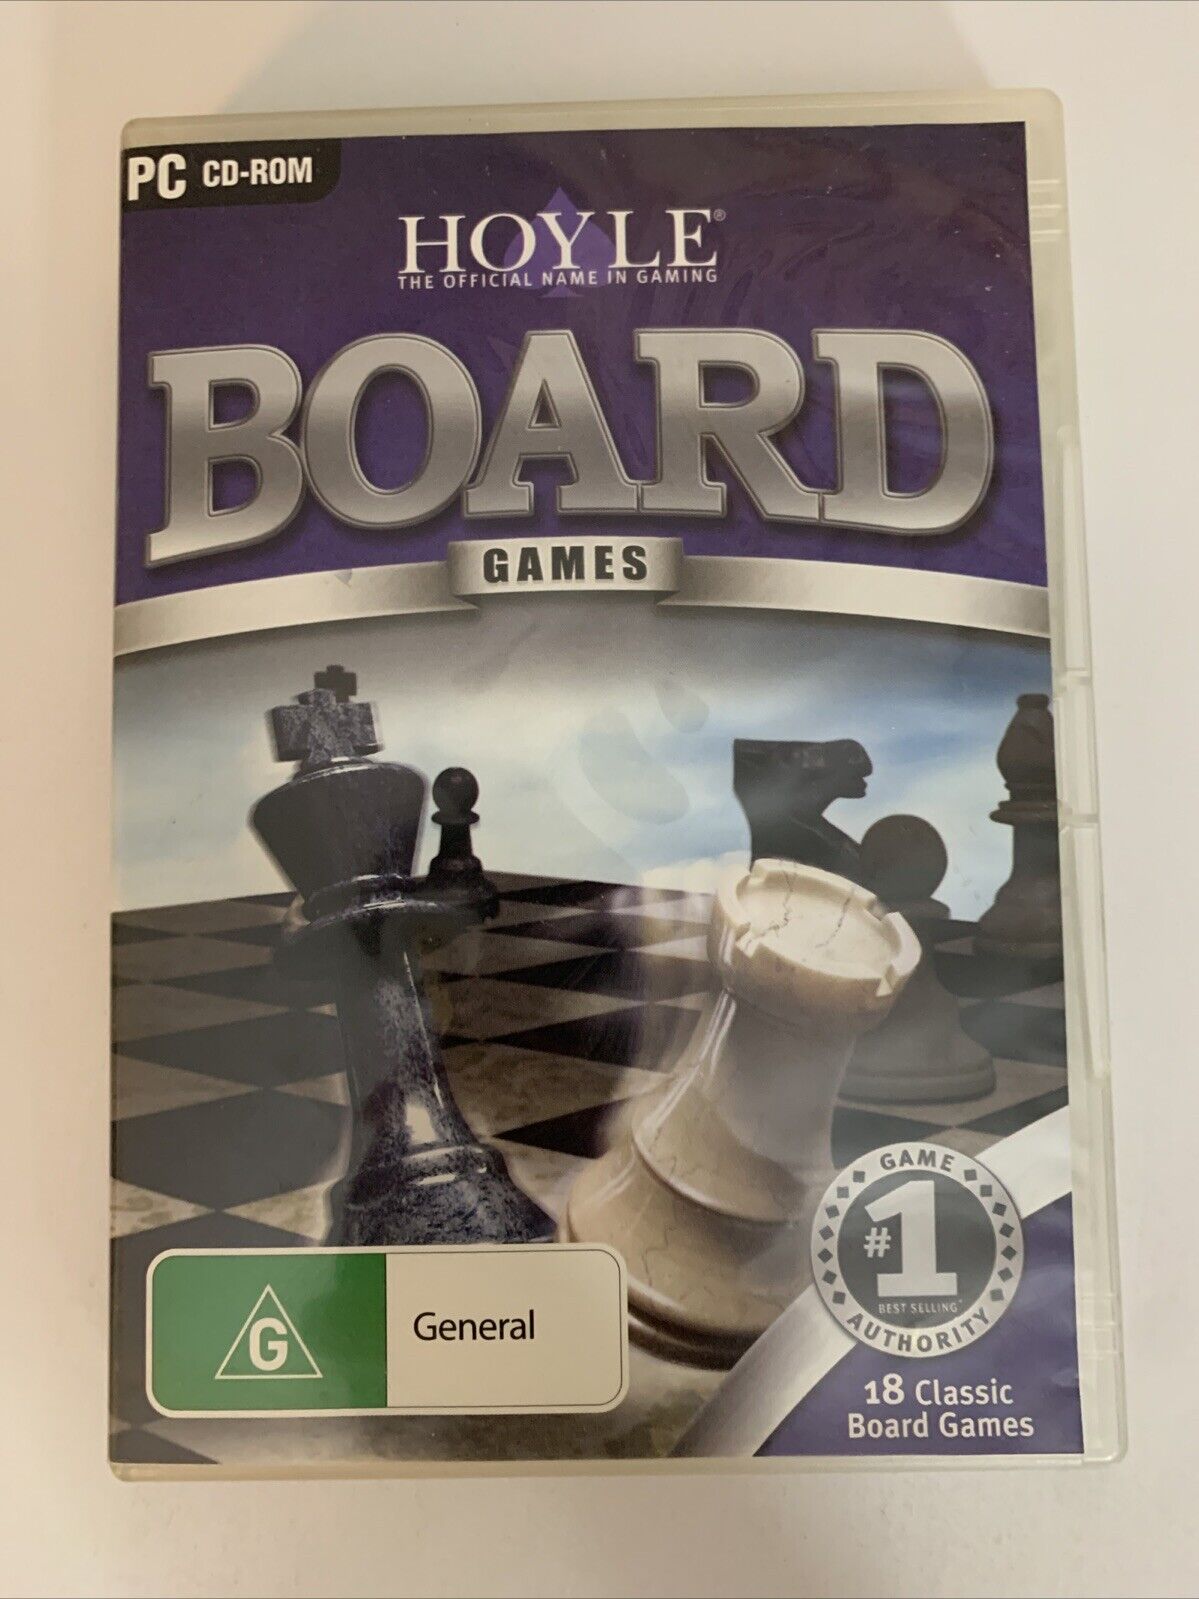 PC CD-ROM
HOYLE®
THE OFFICIAL NAME IN GAMING
BOARD
GAMES
GAME
#1
BEST SELLING*
AUTHORITY
G
General
18 Classic
Board Games